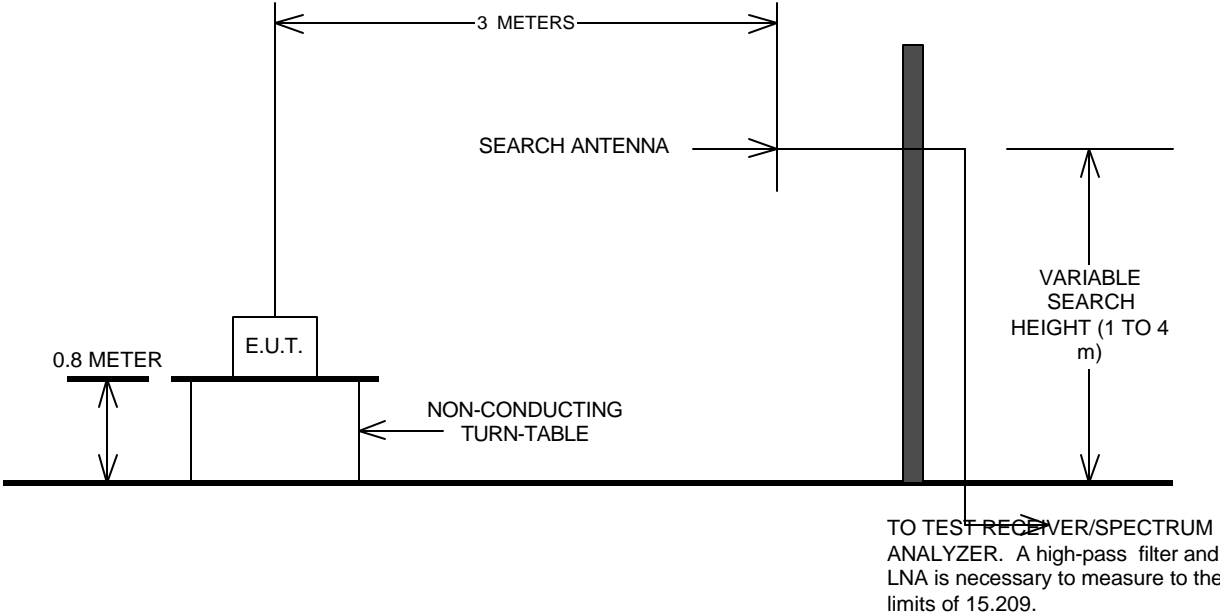 3 METERS
SEARCH ANTENNA
VARIABLE
SEARCH
HEIGHT (1 TO 4
m)
E.U.T.
0.8 METER
NON-CONDUCTING
TURN-TABLE
TO TEST RECEIVER/SPECTRUM
ANALYZER. A high-pass filter and
LNA is necessary to measure to the
limits of 15.209.